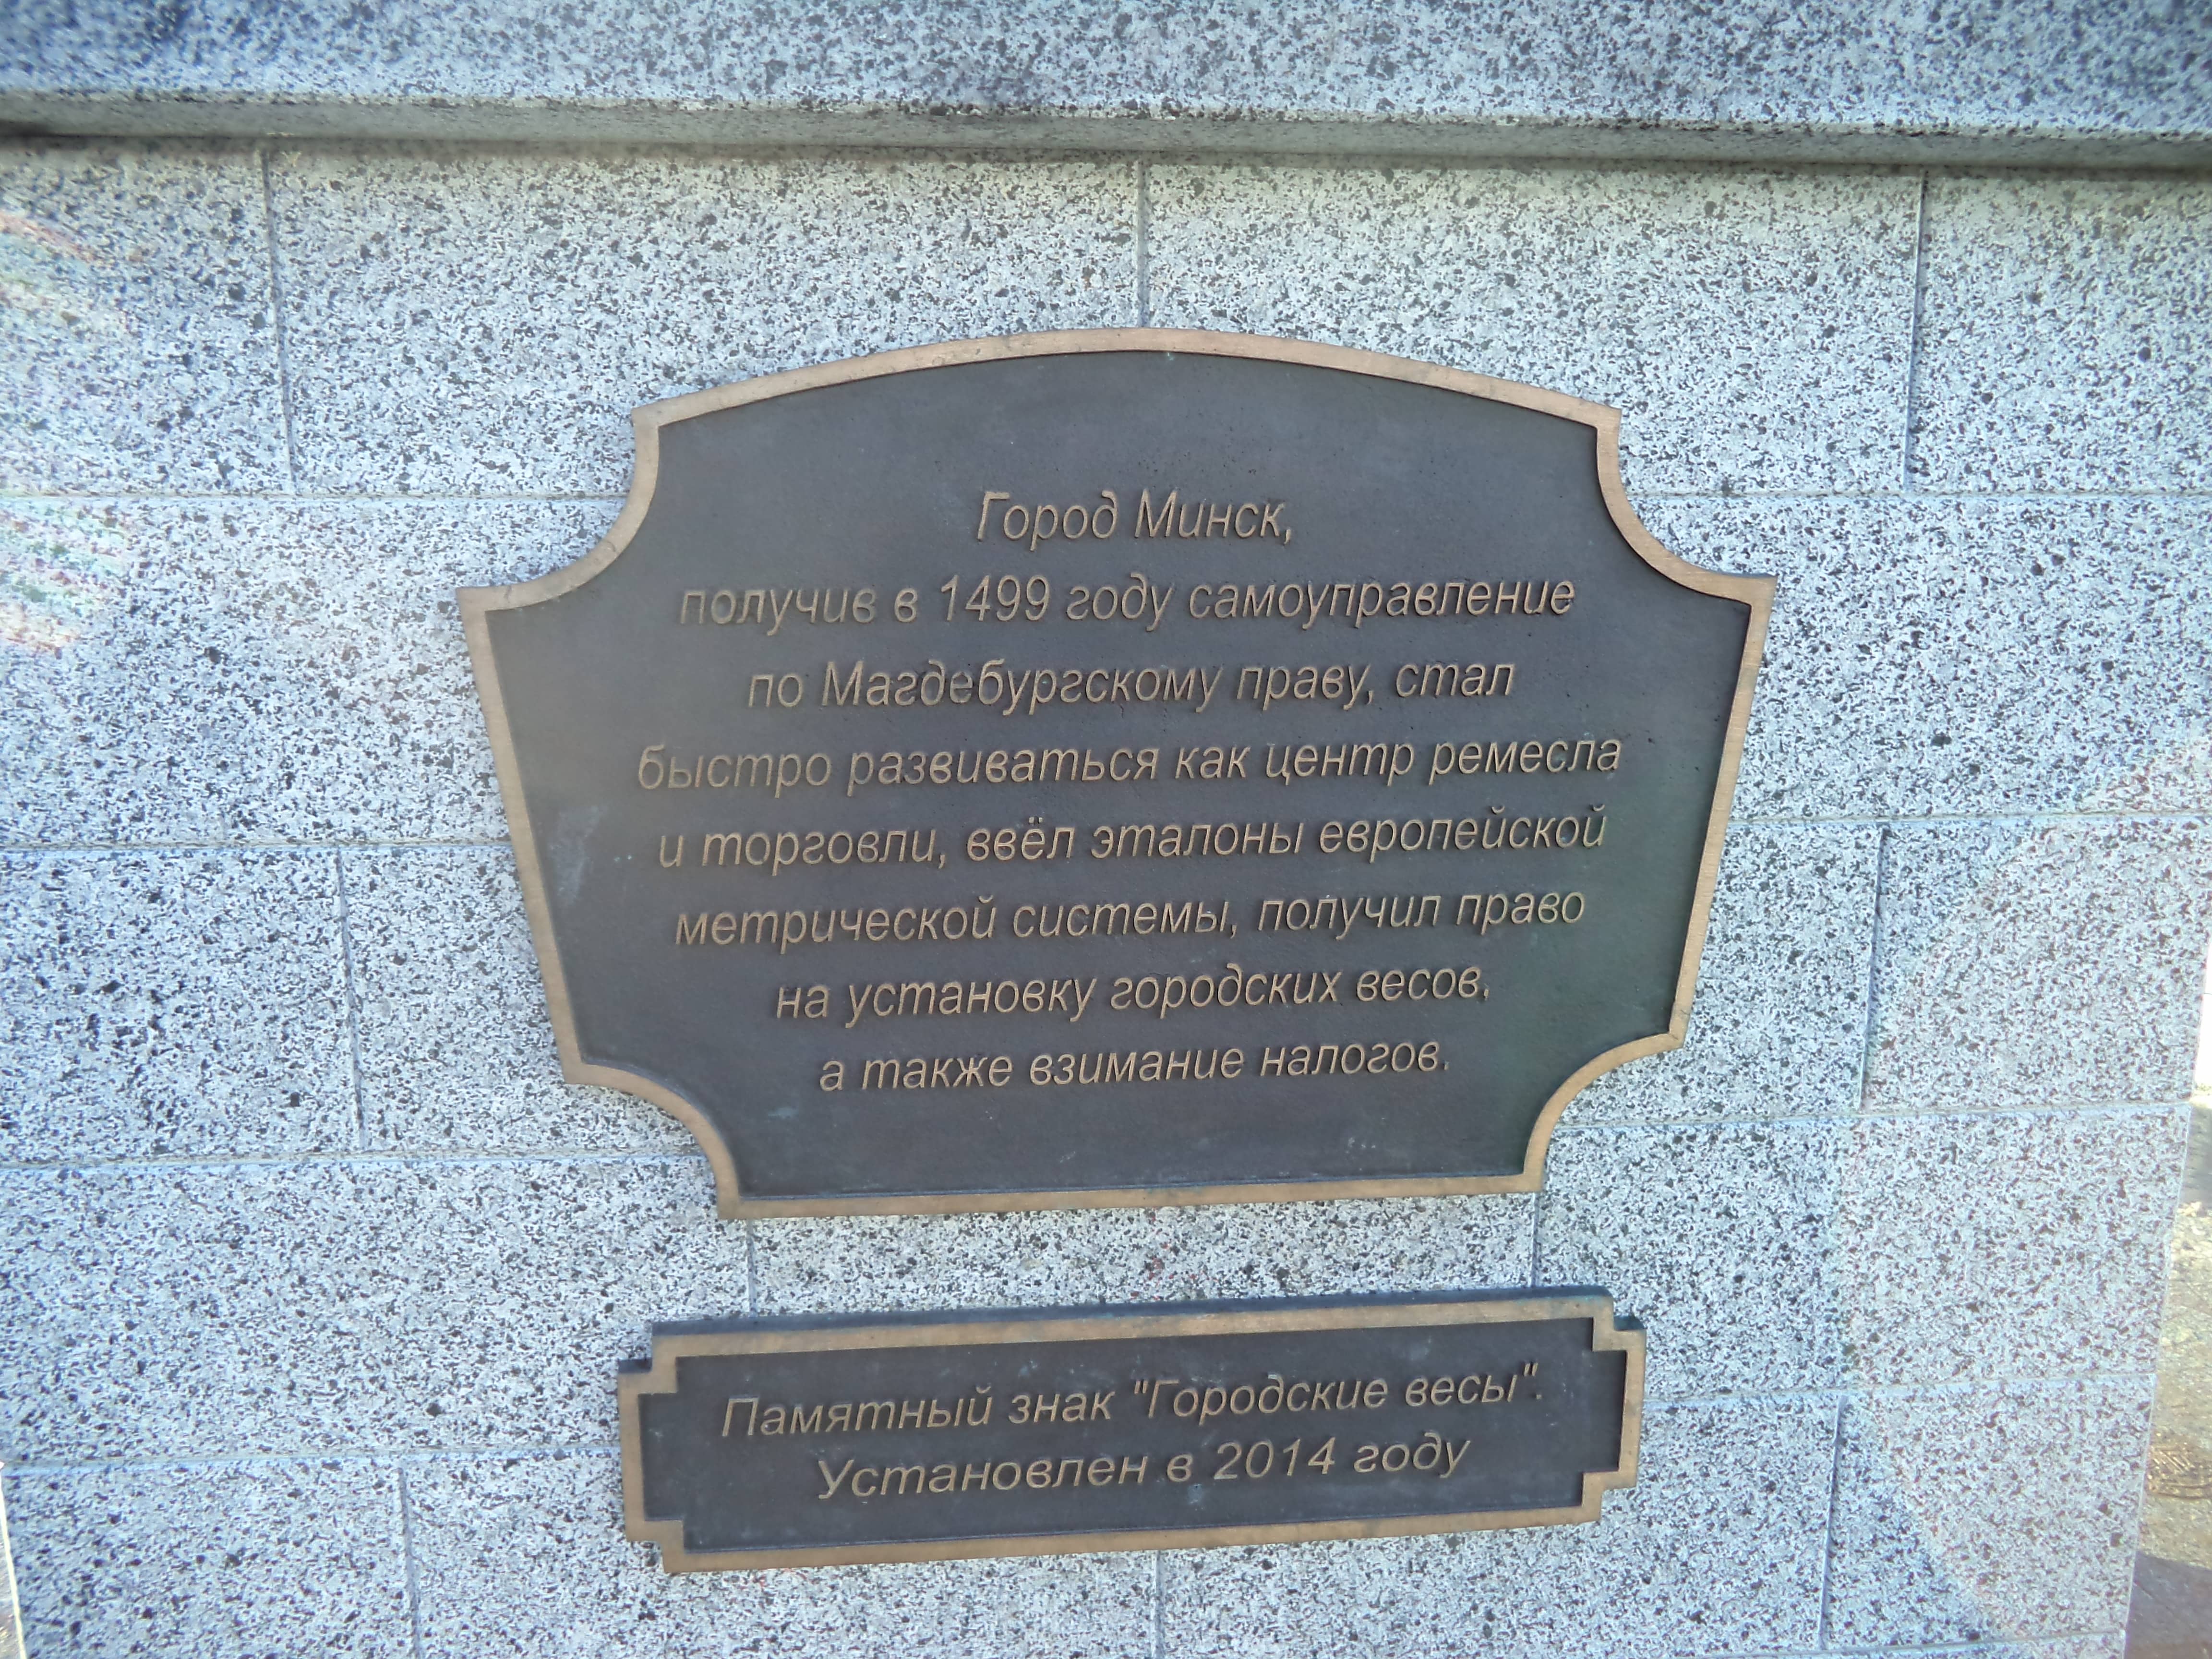 Город Минск,
получив в 1499 году самоуправление
по Магдебургскому праву, стал
быстро развиваться как центр ремесла
и торговли, ввёл эталоны европейской
метрической системы, получил право
на установку городских весов,
а также взимание налогов.
Памятный знак "Городские весы".
Установлен в 2014 году